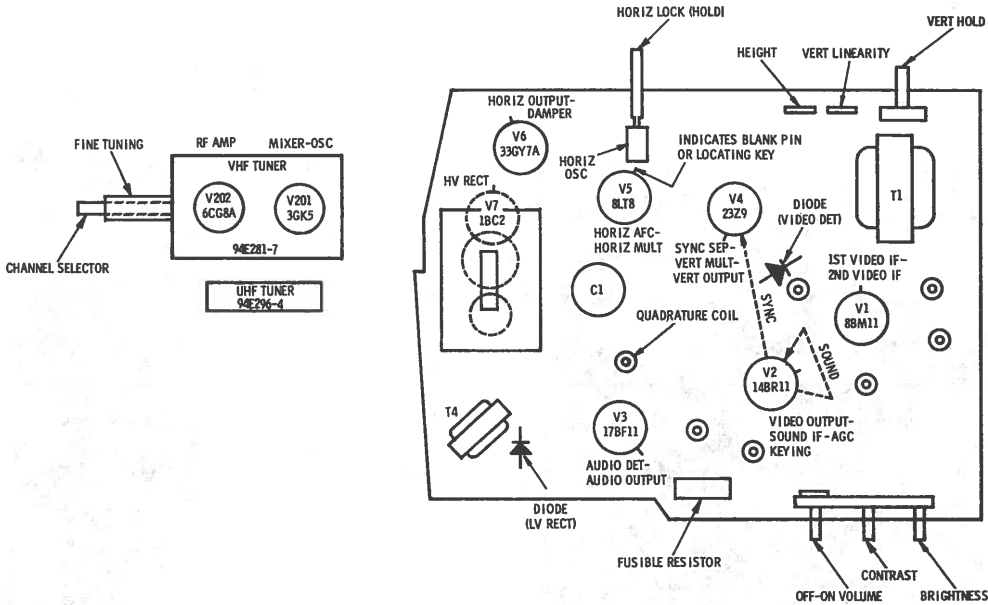 HORIZ LOCK (HOLD)
VERT HOLD
HEIGHT
VERT LINEARITY
HORIZ OUTPUT-
DAMPER
V6
33GY7A
HORIZ
OSC
INDICATES BLANK PIN
OR LOCATING KEY
FINE TUNING
RF AMP
MIXER-OSC
VHF TUNER
V202
6CG8A
V201
3GK5
94E281-7
CHANNEL SELECTOR
UHF TUNER
94E296-4
HV RECT
V7
1BC2
V5
8LT8
HORIZ AFC-
HORIZ MULT
V4
23Z9
SYNC SEP-
VERT MULT-
VERT OUTPUT
DIODE
(VIDEO DET)
T1
1ST VIDEO IF-
2ND VIDEO IF
V1
8BM11
C1
QUADRATURE COIL
SYNC
SOUND
V2
14BR11
VIDEO OUTPUT-
SOUND IF-AGC
KEYING
T4
V3
17BF11
AUDIO DET-
AUDIO OUTPUT
DIODE
(LV RECT)
FUSIBLE RESISTOR
OFF-ON VOLUME
CONTRAST
BRIGHTNESS